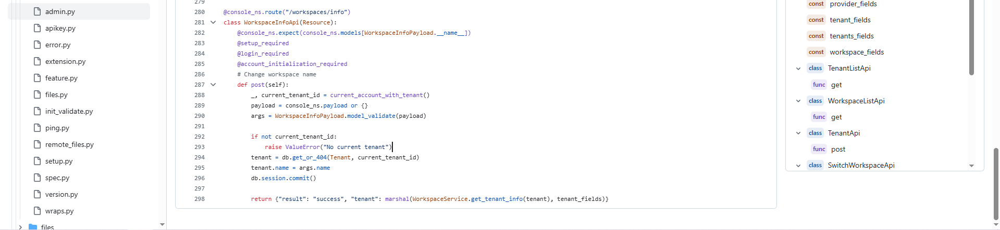 admin.py
apikey.py
error.py
extension.py
feature.py
files.py
init_validate.py
ping.py
remote_files.py
setup.py
spec.py
version.py
wraps.py
files
279
280 @console_ns.route("/workspaces/info")
281 class WorkspaceInfoApi(Resource):
282 @console_ns.expect(console_ns.models[WorkspaceInfoPayload.__name__])
283 @setup_required
284 @login_required
285 @account_initialization_required
286 # Change workspace name
287 def post(self):
288 _, current_tenant_id = current_account_with_tenant()
289 payload = console_ns.payload or {}
290 args = WorkspaceInfoPayload.model_validate(payload)
291
292 if not current_tenant_id:
293 raise ValueError("No current tenant")
294 tenant = db.get_or_404(Tenant, current_tenant_id)
295 tenant.name = args.name
296 db.session.commit()
297
298 return {"result": "success", "tenant": marshal(WorkspaceService.get_tenant_info(tenant), tenant_fields)}
const provider_fields
const tenant_fields
const tenants_fields
const workspace_fields
class TenantListApi
func get
class WorkspaceListApi
func get
class TenantApi
func post
class SwitchWorkspaceApi